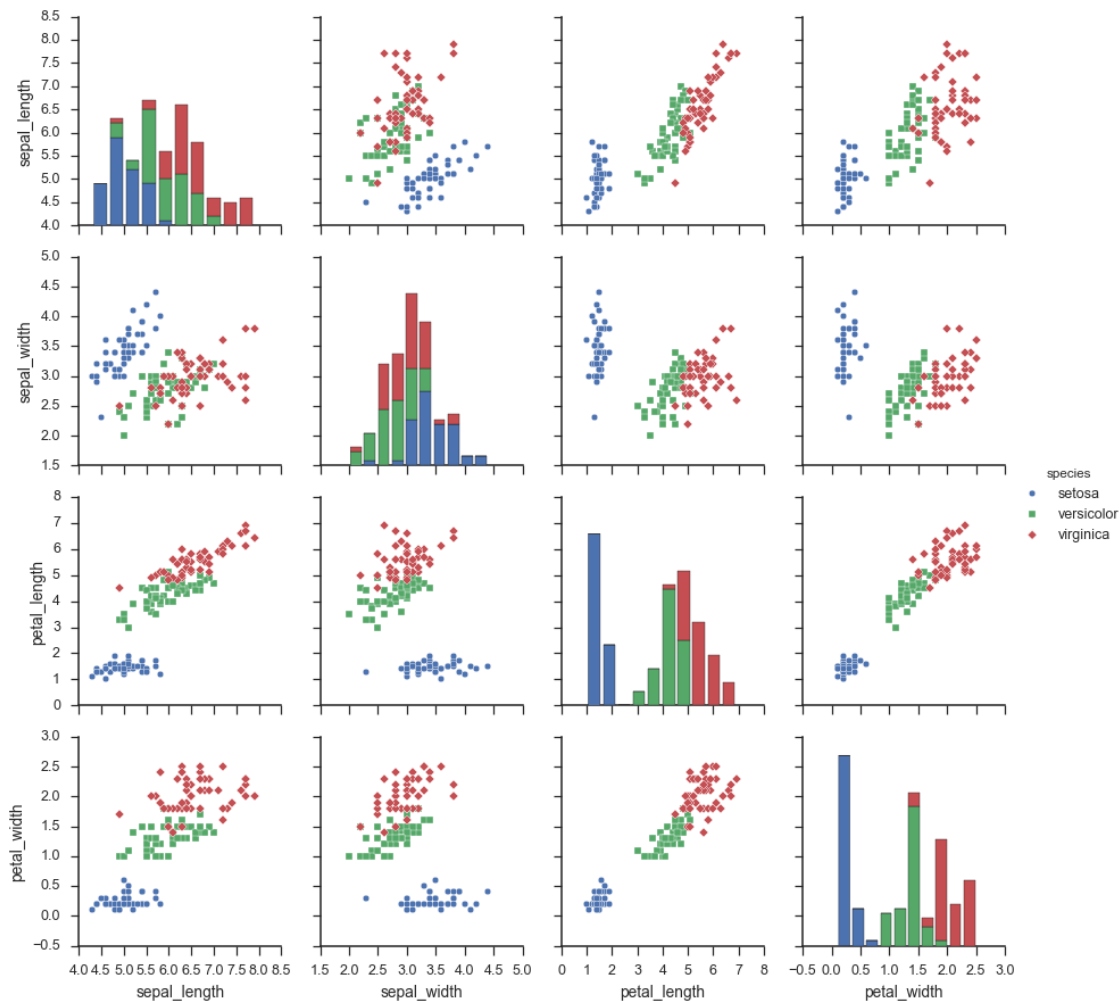 8.5
8.0
7.5
7.0
6.5
6.0
5.5
5.0
4.5
4.0
sepal_length
5.0
4.5
4.0
3.5
3.0
2.5
2.0
1.5
sepal_width
species
setosa
versicolor
virginica
8
7
6
5
4
3
2
1
0
petal_length
3.0
2.5
2.0
1.5
1.0
0.5
0.0
−0.5
petal_width
4.0 4.5 5.0 5.5 6.0 6.5 7.0 7.5 8.0 8.5
1.5 2.0 2.5 3.0 3.5 4.0 4.5 5.0
0 1 2 3 4 5 6 7 8
−0.5 0.0 0.5 1.0 1.5 2.0 2.5 3.0
sepal_length
sepal_width
petal_length
petal_width